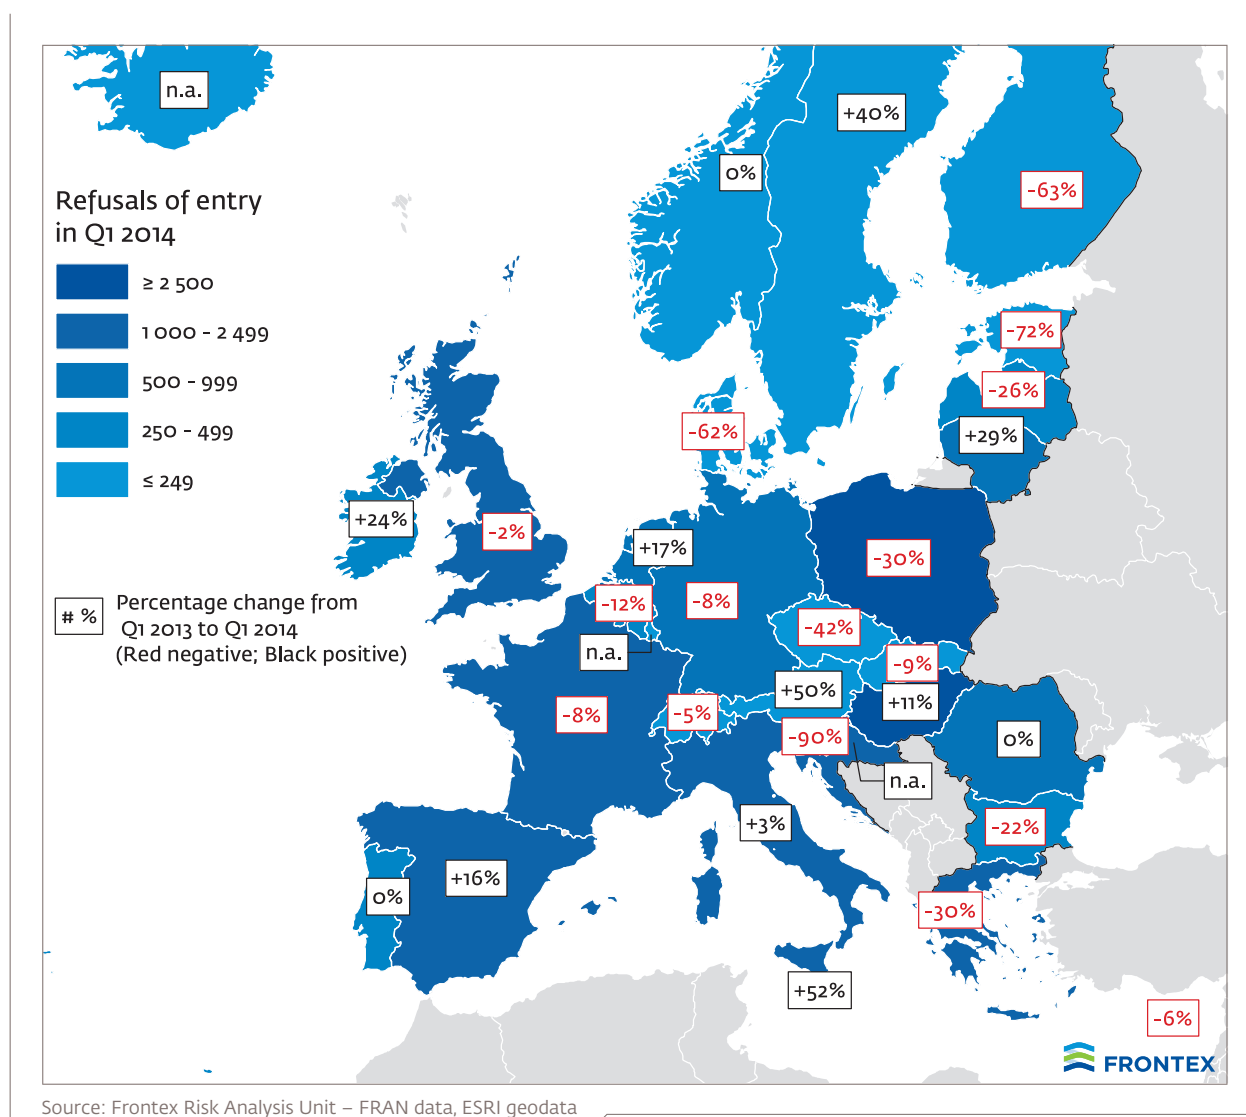 n.a.
+40%
0%
-63%
Refusals of entry
in Q1 2014
≥ 2 500
1 000 - 2 499
500 - 999
250 - 499
≤ 249
-72%
-26%
+29%
-62%
+24%
-2%
+17%
-30%
-12%
-8%
# %
Percentage change from
Q1 2013 to Q1 2014
(Red negative; Black positive)
-42%
n.a.
-9%
+50%
+11%
-8%
-5%
-90%
0%
n.a.
+3%
-22%
+16%
0%
-30%
+52%
-6%
FRONTEX
Source: Frontex Risk Analysis Unit – FRAN data, ESRI geodata